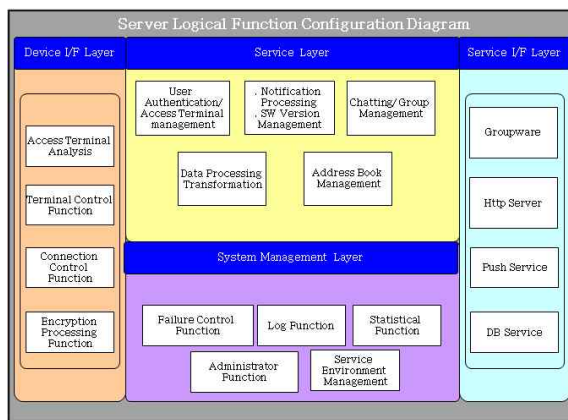 Server Logical Function Configuration Diagram
Device I/F Layer
Service Layer
Service I/F Layer
Access Terminal
Analysis
Terminal Control
Function
Connection
Control
Function
Encryption
Processing
Function
User
Authentication/
Access Terminal
management
. Notification
Processing
. SW Version
Management
Chatting/Group
Management
Data Processing
Transformation
Address Book
Management
System Management Layer
Failure Control
Function
Log Function
Statistical
Function
Administrator
Function
Service
Environment
Management
Groupware
Http Server
Push Service
DB Service